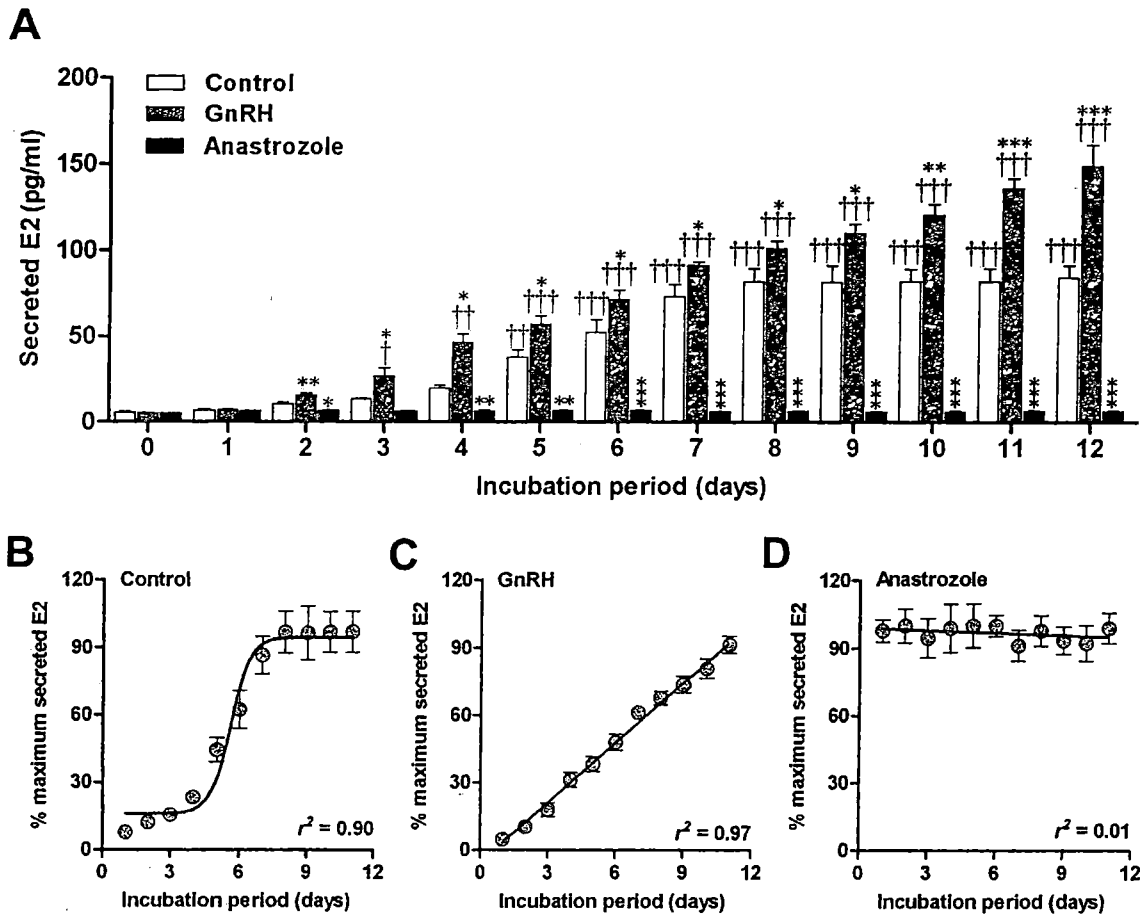 A
Control
GnRH
Anastrozole
Secreted E2 (pg/ml)
200
150
100
50
0
** *
* †
* †† **
†† * ††† **
††† * ††† ***
††† * ††† ***
††† * ††† ***
††† * ††† ***
††† ** ††† ***
††† *** ††† ***
††† *** ††† ***
0 1 2 3 4 5 6 7 8 9 10 11 12
Incubation period (days)
B
Control
% maximum secreted E2
120
90
60
30
0
r² = 0.90
0 3 6 9 12
Incubation period (days)
C
GnRH
% maximum secreted E2
120
90
60
30
0
r² = 0.97
0 3 6 9 12
Incubation period (days)
D
Anastrozole
% maximum secreted E2
120
90
60
30
0
r² = 0.01
0 3 6 9 12
Incubation period (days)